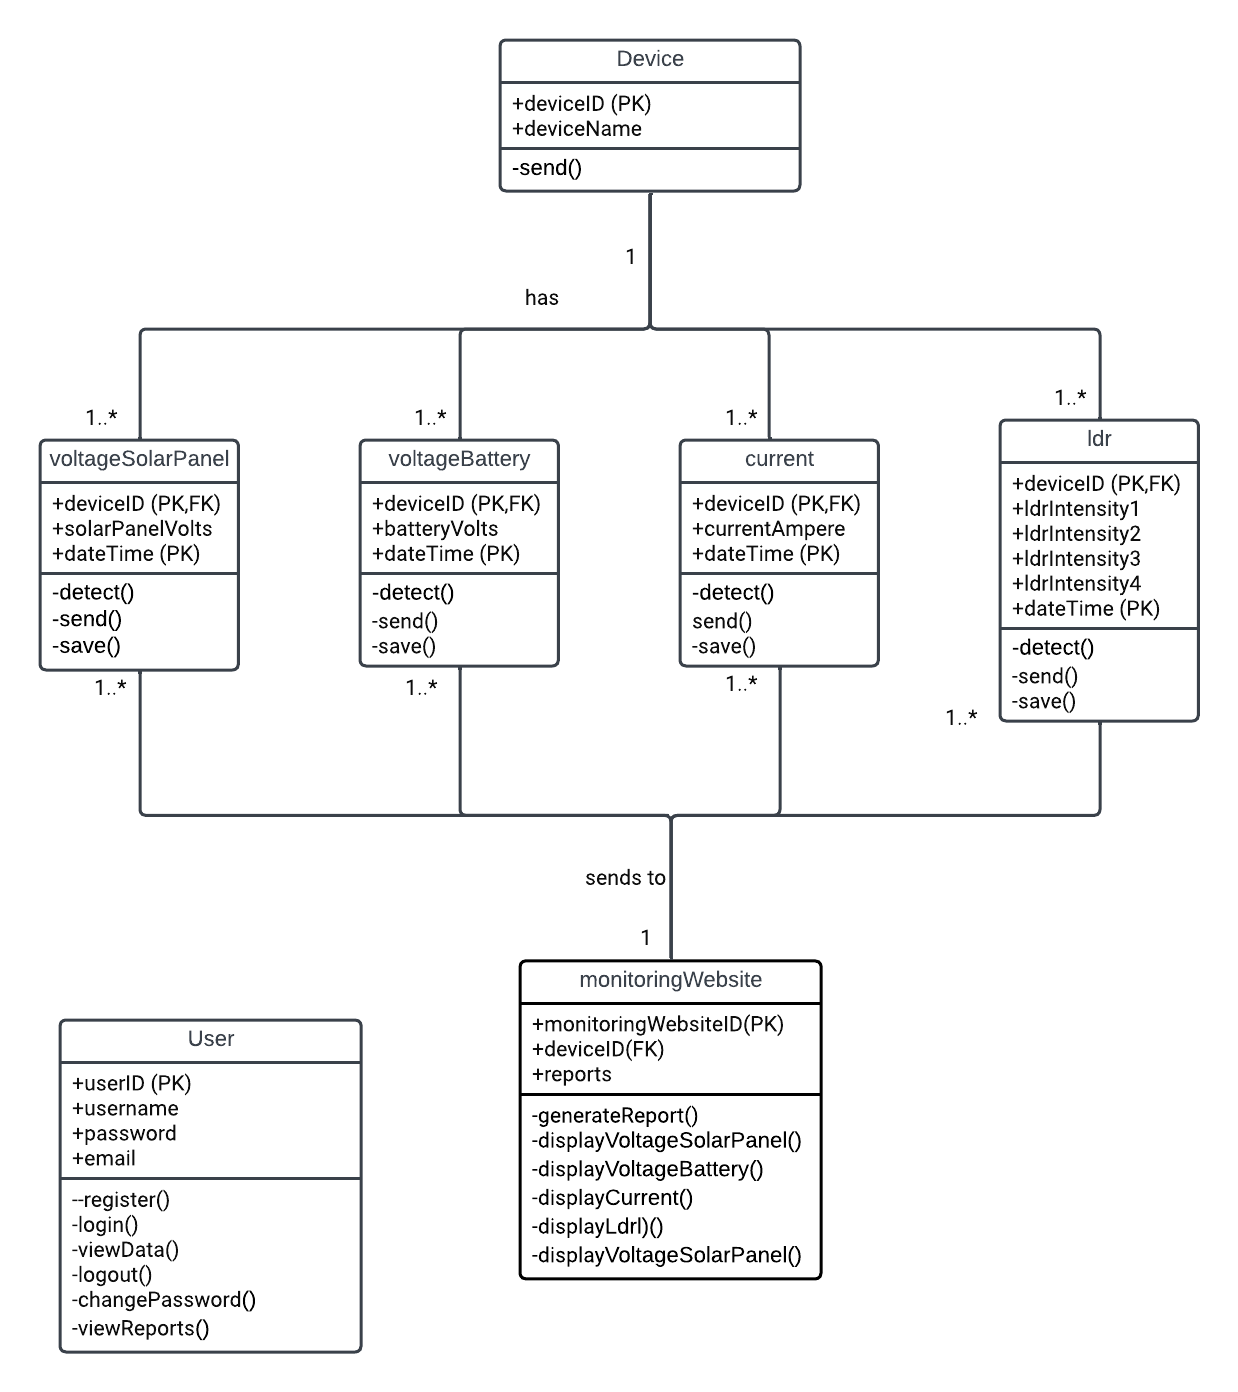 Device
+deviceID (PK)
+deviceName
-send()
1
has
1..*
1..*
1..*
1..*
voltageSolarPanel
+deviceID (PK,FK)
+solarPanelVolts
+dateTime (PK)
-detect()
-send()
-save()
1..*
voltageBattery
+deviceID (PK,FK)
+batteryVolts
+dateTime (PK)
-detect()
-send()
-save()
1..*
current
+deviceID (PK,FK)
+currentAmpere
+dateTime (PK)
-detect()
send()
-save()
1..*
ldr
+deviceID (PK,FK)
+ldrIntensity1
+ldrIntensity2
+ldrIntensity3
+ldrIntensity4
+dateTime (PK)
-detect()
-send()
-save()
1..*
sends to
1
monitoringWebsite
+monitoringWebsiteID(PK)
+deviceID(FK)
+reports
-generateReport()
-displayVoltageSolarPanel()
-displayVoltageBattery()
-displayCurrent()
-displayLdrl)()
-displayVoltageSolarPanel()
User
+userID (PK)
+username
+password
+email
--register()
-login()
-viewData()
-logout()
-changePassword()
-viewReports()